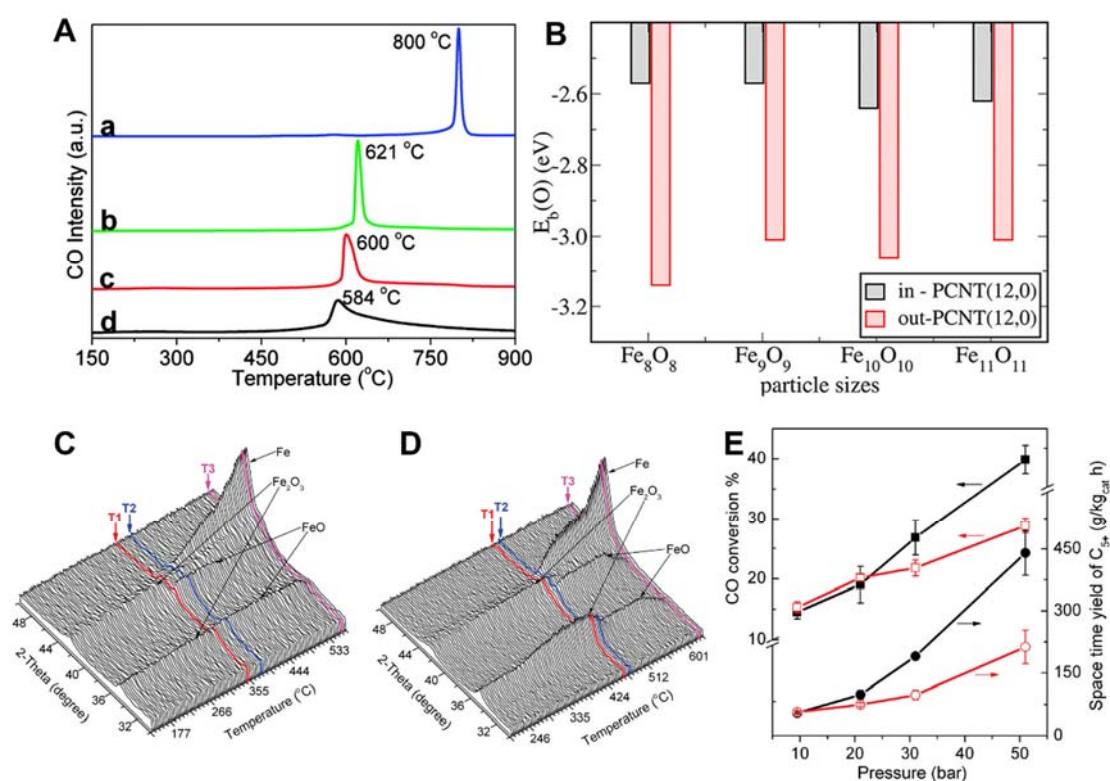 A
800 °C
a
621 °C
b
600 °C
c
584 °C
d
CO Intensity (a.u.)
150 300 450 600 750 900
Temperature (°C)
B
-2.6
-2.8
-3.0
-3.2
E_b(O) (eV)
in - PCNT(12,0)
out-PCNT(12,0)
Fe₈O₈ Fe₉O₉ Fe₁₀O₁₀ Fe₁₁O₁₁
particle sizes
C
Fe
Fe₂O₃
FeO
T3
T2
T1
48
44
40
36
32
2-Theta (degree)
177
266
355
444
533
Temperature (°C)
D
Fe
Fe₂O₃
FeO
T3
T1 T2
48
44
40
36
32
2-Theta (degree)
246
335
424
512
601
Temperature (°C)
E
40
30
20
10
CO conversion %
450
300
150
0
Space time yield of C₅₊ (g/kg_cat h)
10 20 30 40 50
Pressure (bar)